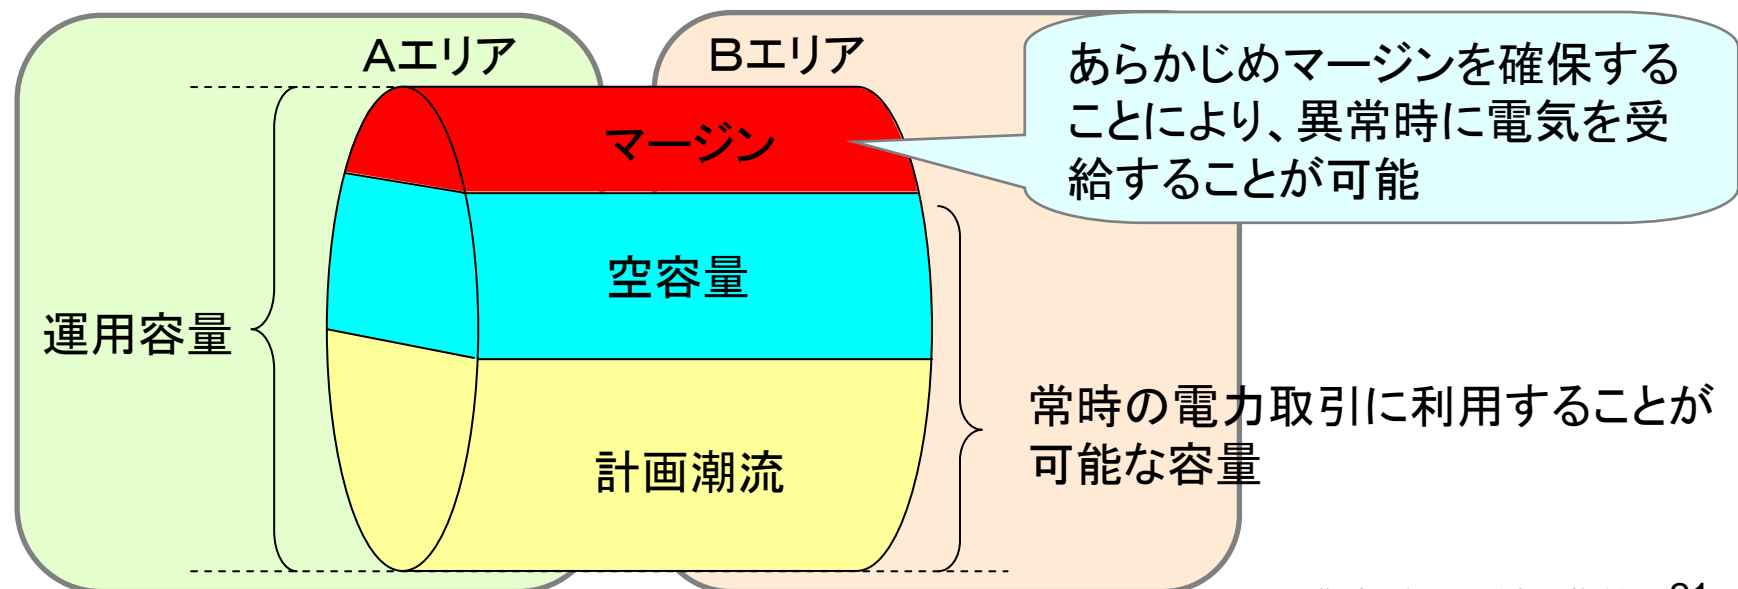 Aエリア
Bエリア
あらかじめマージンを確保する
ことにより、異常時に電気を受
給することが可能
マージン
空容量
運用容量
常時の電力取引に利用することが
可能な容量
計画潮流